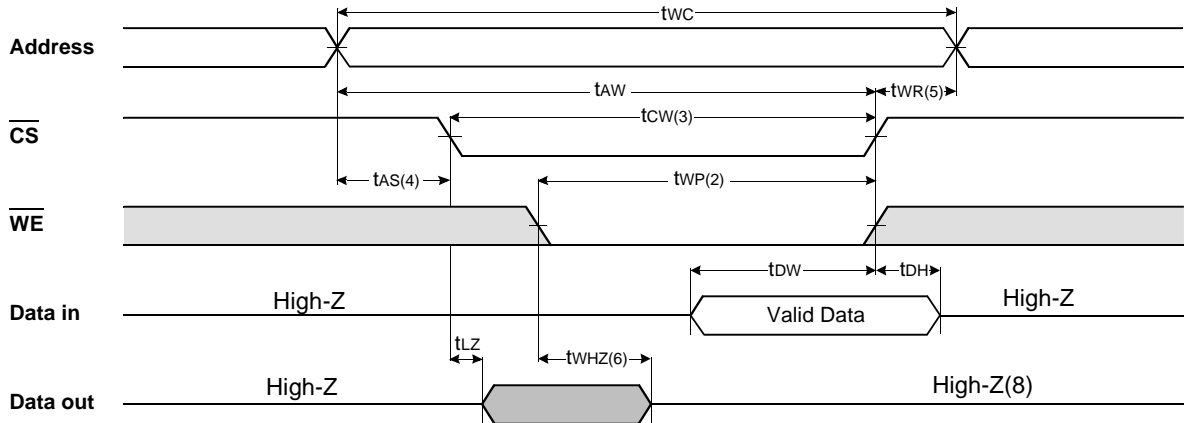 tWC
Address
tAW
tWR(5)
tCW(3)
CS
tAS(4)
tWP(2)
WE
tDW
tDH
High-Z
High-Z
Data in
Valid Data
tLZ
tWHZ(6)
High-Z
High-Z(8)
Data out